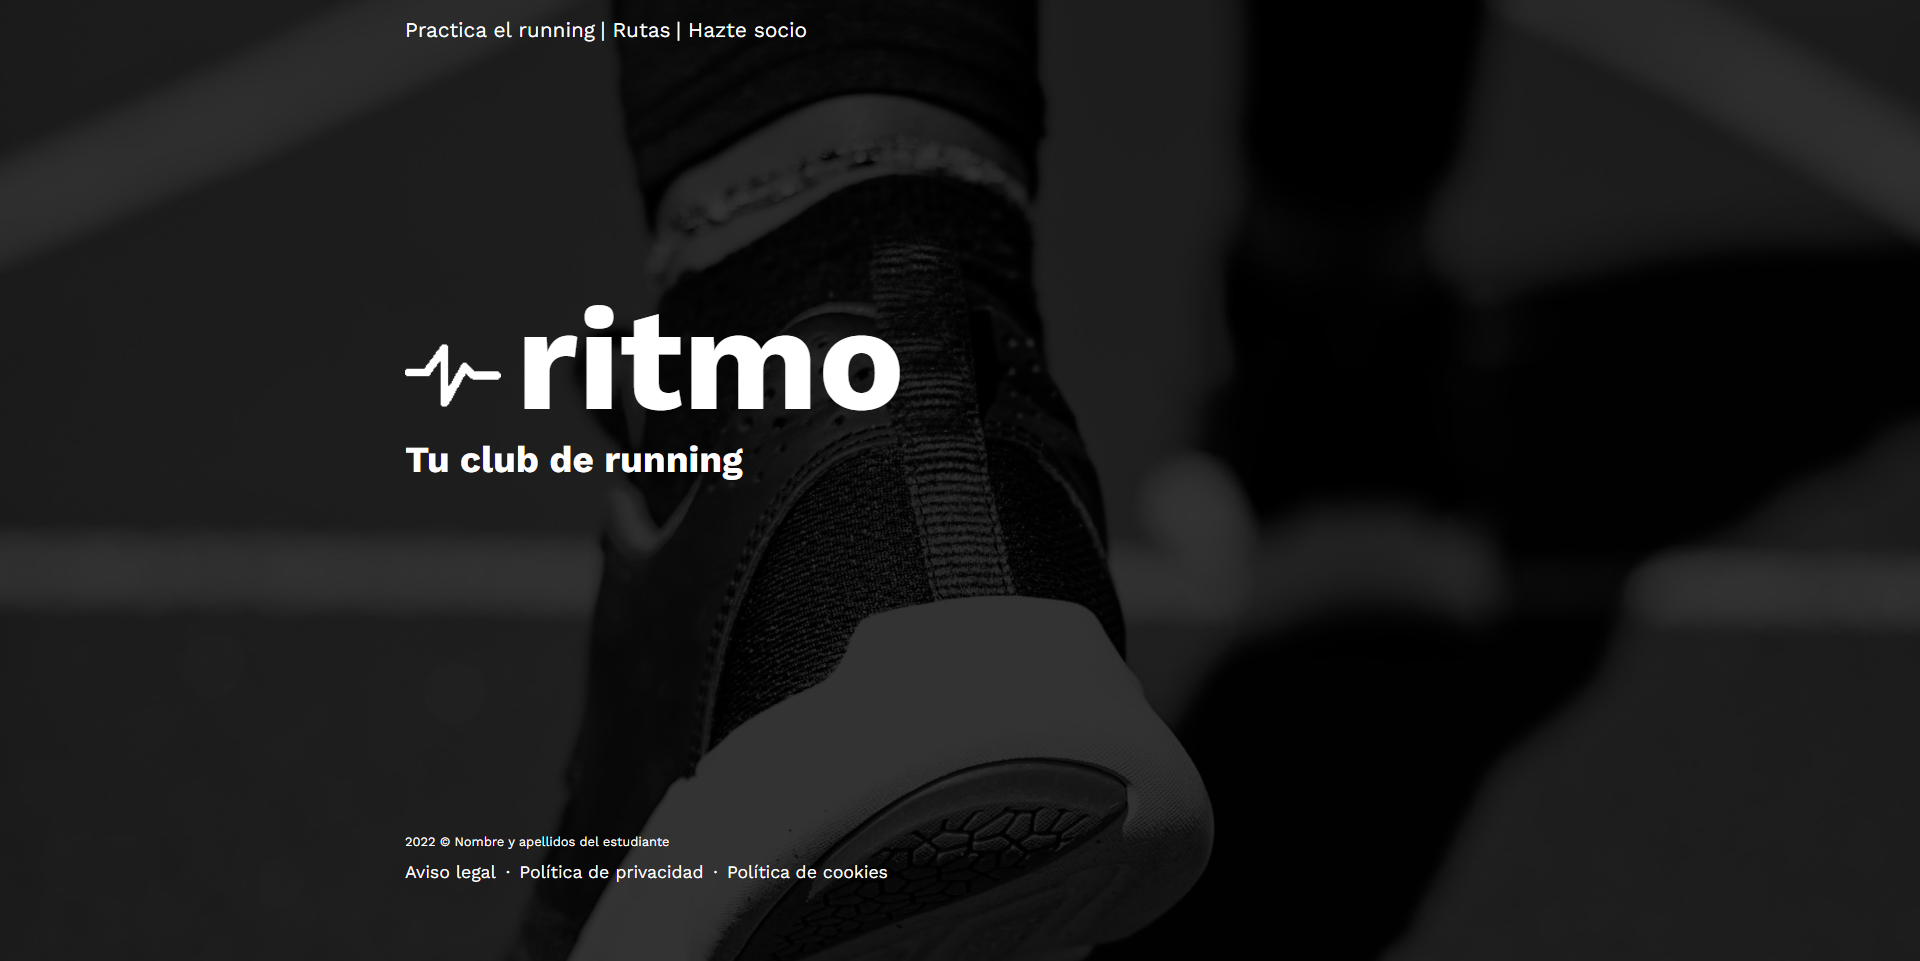 Practica el running | Rutas | Hazte socio
ritmo
Tu club de running
2022 © Nombre y apellidos del estudiante
Aviso legal · Política de privacidad · Política de cookies